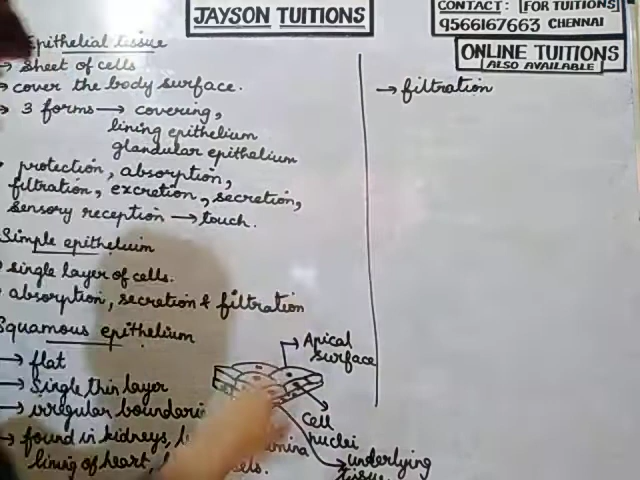 JAYSON TUITIONS
CONTACT: FOR TUITIONS
9566167663 CHENNAI
ONLINE TUITIONS
ALSO AVAILABLE
Epithelial tissue
→ sheet of cells
→ cover the body surface.
→ 3 forms → covering,
lining epithelium
glandular epithelium
protection, absorption,
filtration, excretion, secretion,
sensory reception → touch.
Simple epithelium
single layer of cells.
absorption, secretion & filtration
Squamous epithelium
→ flat
→ Single thin layer
→ irregular
→ found in kidneys,
lining of heart,
Apical
surface
Cell
nuclei
underlying
tissue
→ filtration